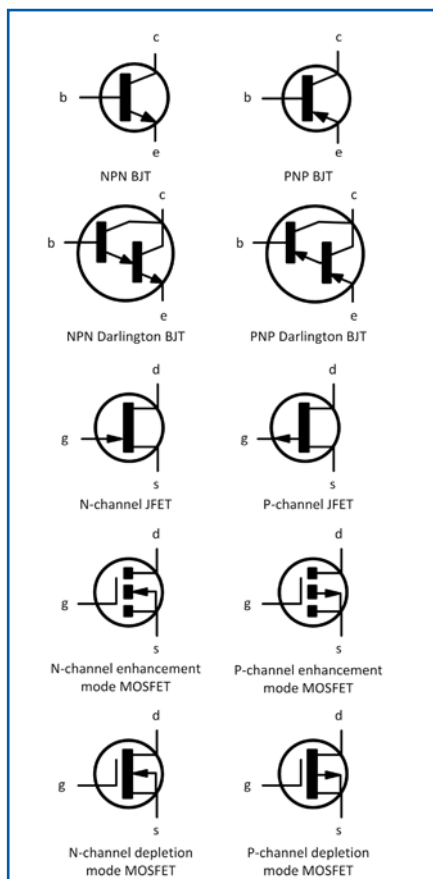 c c
b b
e e
NPN BJT PNP BJT
c c
b b
e e
NPN Darlington BJT PNP Darlington BJT
d d
g g
s s
N-channel JFET P-channel JFET
d d
g g
s s
N-channel enhancement P-channel enhancement
mode MOSFET mode MOSFET
d d
g g
s s
N-channel depletion P-channel depletion
mode MOSFET mode MOSFET